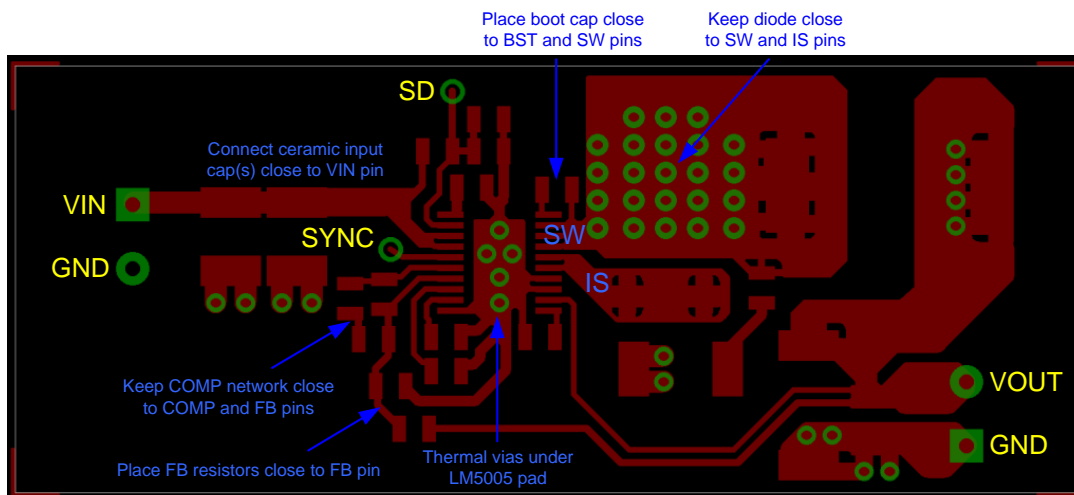 Place boot cap close
to BST and SW pins
Keep diode close
to SW and IS pins
SD
Connect ceramic input
cap(s) close to VIN pin
VIN
SYNC
SW
GND
IS
Keep COMP network close
to COMP and FB pins
VOUT
GND
Place FB resistors close to FB pin
Thermal vias under
LM5005 pad